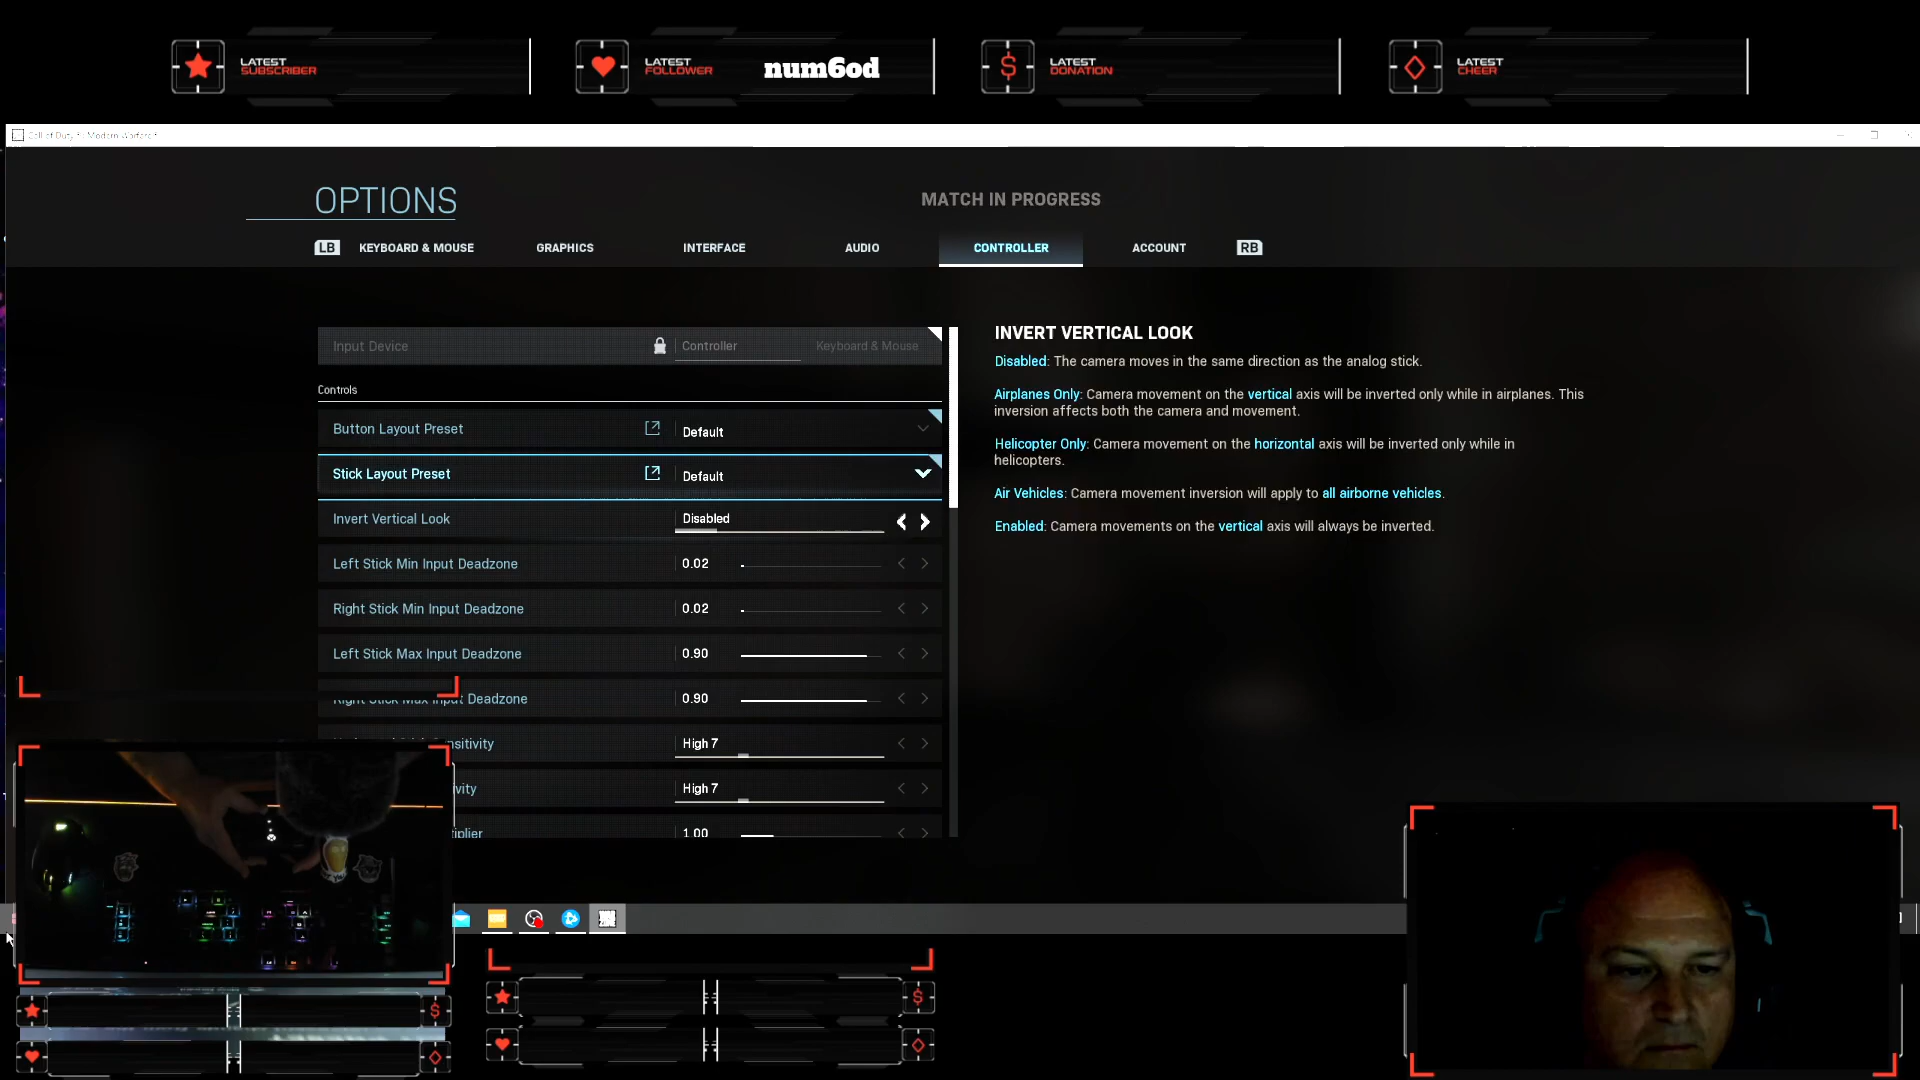 LATEST
SUBSCRIBER
LATEST
FOLLOWER
num6od
LATEST
DONATION
LATEST
CHEER
OPTIONS
MATCH IN PROGRESS
LB
KEYBOARD & MOUSE
GRAPHICS
INTERFACE
AUDIO
CONTROLLER
ACCOUNT
RB
Input Device
Controller
Keyboard & Mouse
Controls
Button Layout Preset
Default
Stick Layout Preset
Default
Invert Vertical Look
Disabled
Left Stick Min Input Deadzone
0.02
Right Stick Min Input Deadzone
0.02
Left Stick Max Input Deadzone
0.90
Right Stick Max Input Deadzone
0.90
sitivity
High 7
vity
High 7
iplier
1.00
INVERT VERTICAL LOOK
Disabled: The camera moves in the same direction as the analog stick.
Airplanes Only: Camera movement on the vertical axis will be inverted only while in airplanes. This
inversion affects both the camera and movement.
Helicopter Only: Camera movement on the horizontal axis will be inverted only while in
helicopters.
Air Vehicles: Camera movement inversion will apply to all airborne vehicles.
Enabled: Camera movements on the vertical axis will always be inverted.